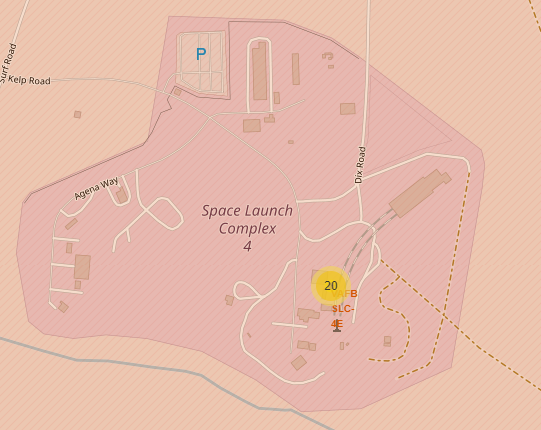 P
Surf Road
Kelp Road
Dix Road
Agena Way
Space Launch
Complex
4
20
SLC-
4E